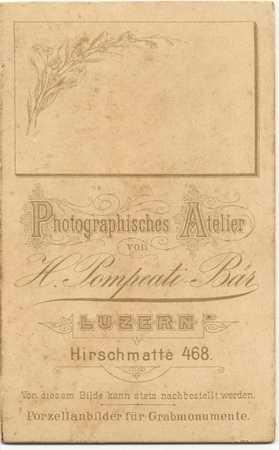 Photographisches Atelier
von
H. Pompeati-Bär
LUZERN
Hirschmatte 468.
Von diesem Bilde kann stets nachbestellt werden.
Porzellanbilder für Grabmonumente.